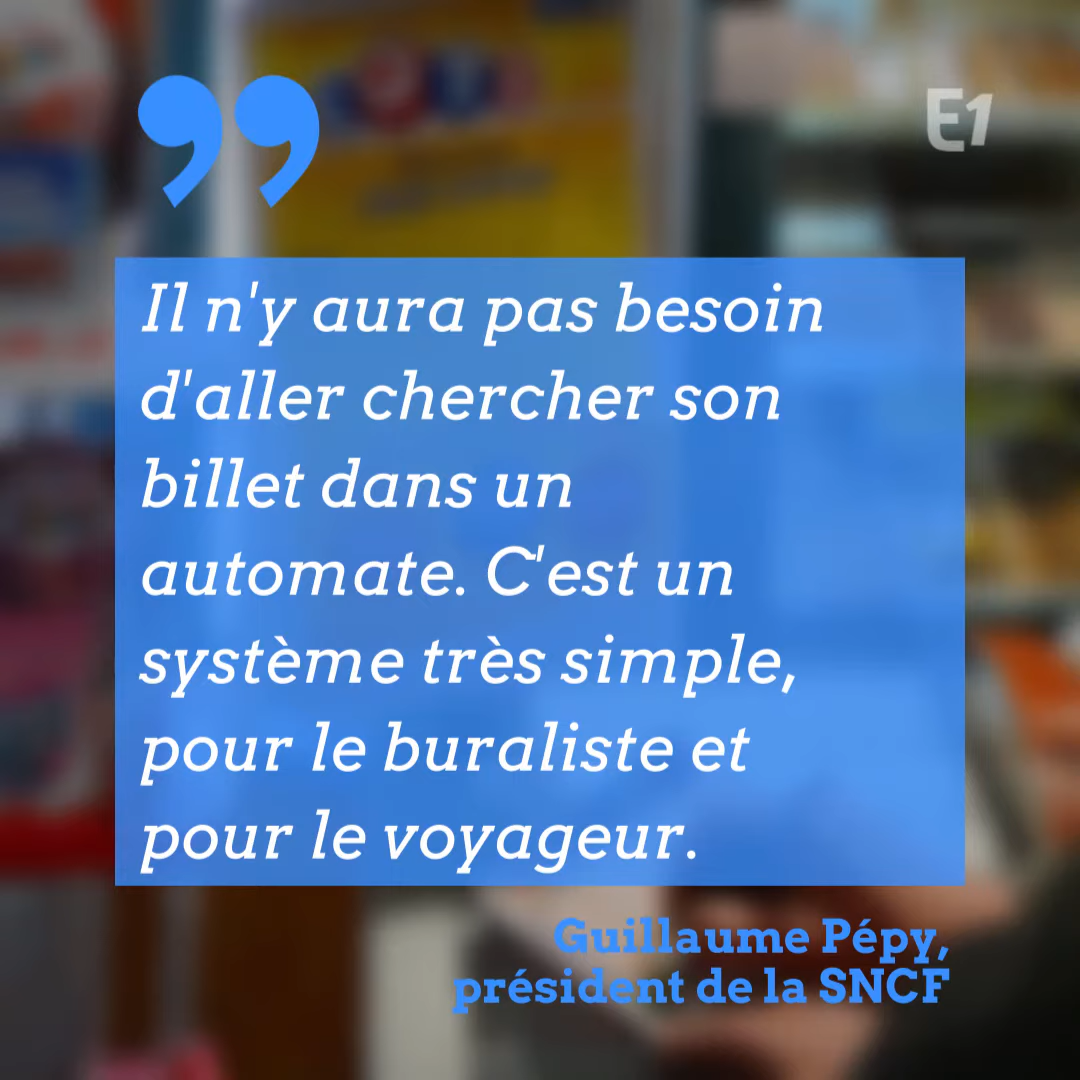 ”
E1
Il n'y aura pas besoin
d'aller chercher son
billet dans un
automate. C'est un
système très simple,
pour le buraliste et
pour le voyageur.
Guillaume Pépy,
président de la SNCF